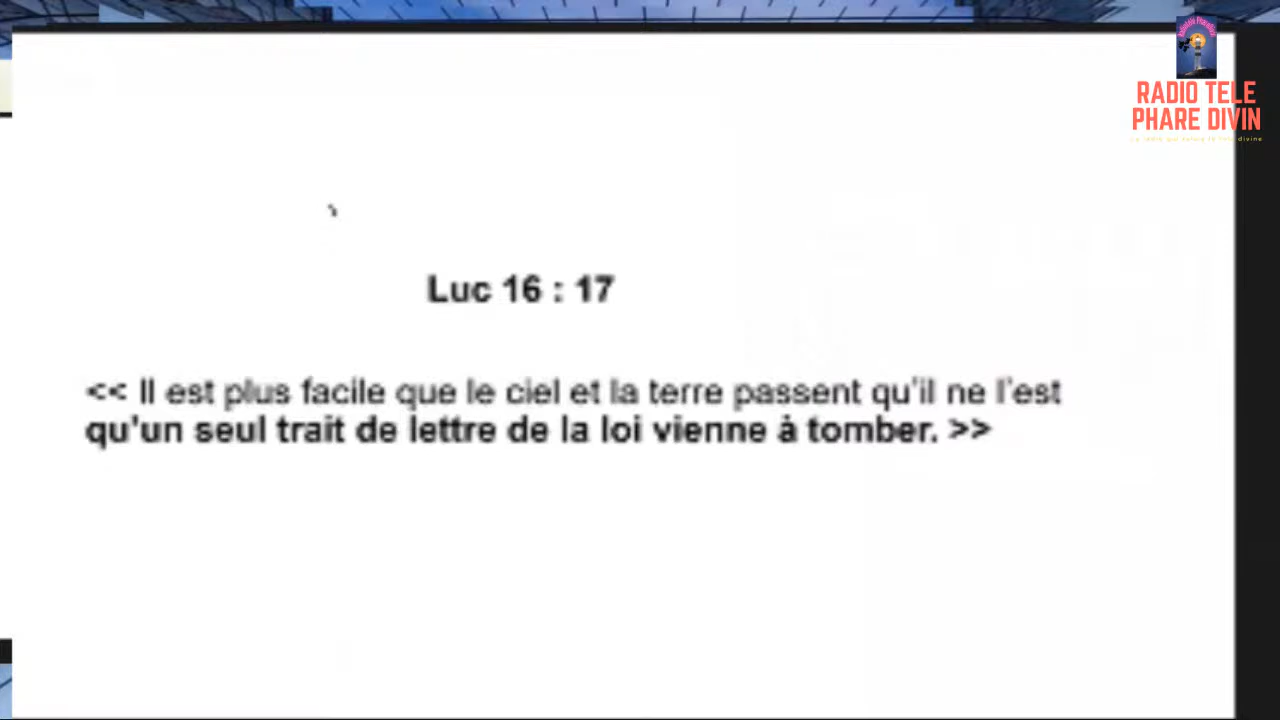 RADIO TELE
PHARE DIVIN
Luc 16 : 17
<< Il est plus facile que le ciel et la terre passent qu'il ne l'est
qu'un seul trait de lettre de la loi vienne à tomber. >>